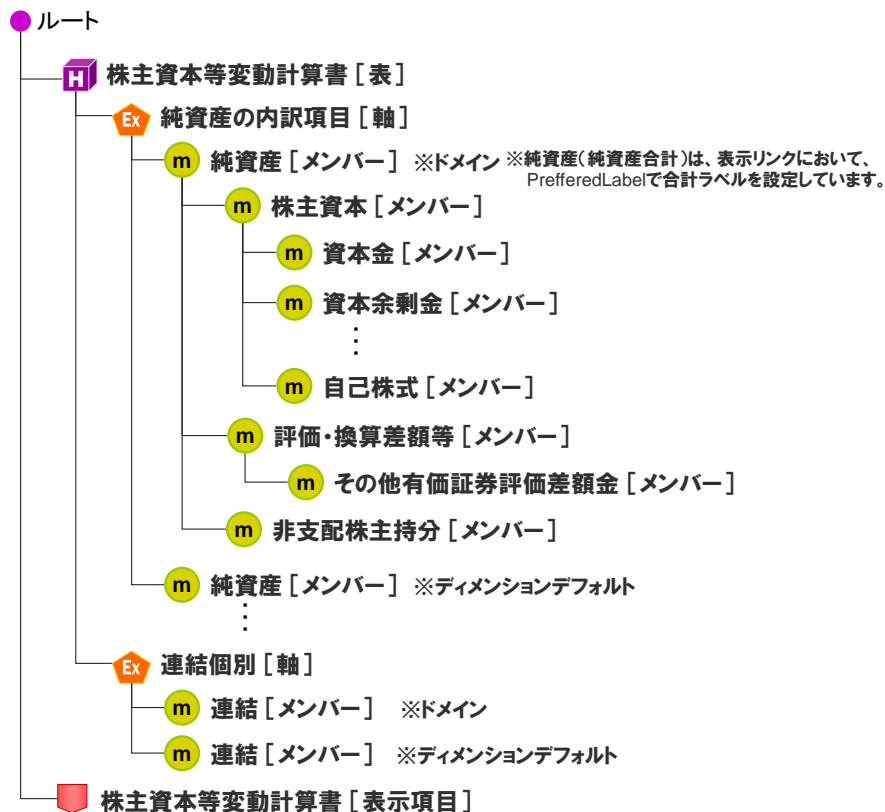 ルート
H 株主資本等変動計算書[表]
Ex 純資産の内訳項目[軸]
m 純資産[メンバー] ※ドメイン ※純資産(純資産合計)は、表示リンクにおいて、
PrefferedLabelで合計ラベルを設定しています。
m 株主資本[メンバー]
m 資本金[メンバー]
m 資本余剰金[メンバー]
⋮
m 自己株式[メンバー]
m 評価・換算差額等[メンバー]
m その他有価証券評価差額金[メンバー]
m 非支配株主持分[メンバー]
m 純資産[メンバー] ※ディメンションデフォルト
⋮
Ex 連結個別[軸]
m 連結[メンバー] ※ドメイン
m 連結[メンバー] ※ディメンションデフォルト
株主資本等変動計算書[表示項目]